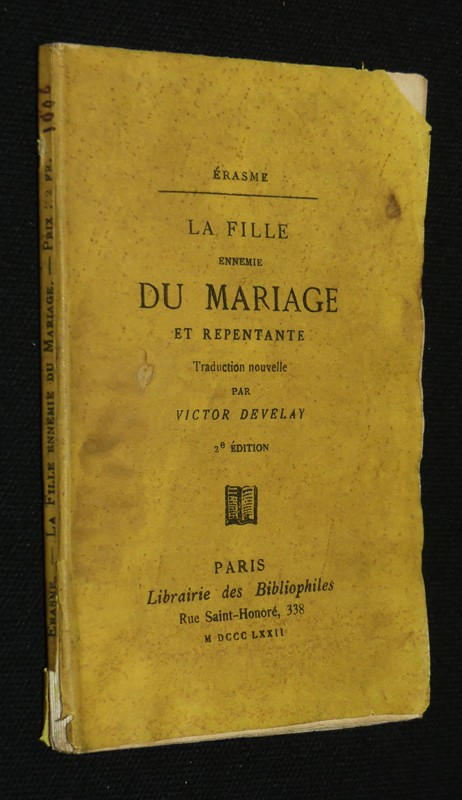 ÉRASME
LA FILLE
ENNEMIE
DU MARIAGE
ET REPENTANTE
Traduction nouvelle
PAR
VICTOR DEVELAY
2e ÉDITION
PARIS
Librairie des Bibliophiles
Rue Saint-Honoré, 338
M DCCC LXXII
ERASME. — LA FILLE ENNEMIE DU MARIAGE. — PRIX : 2 FR.